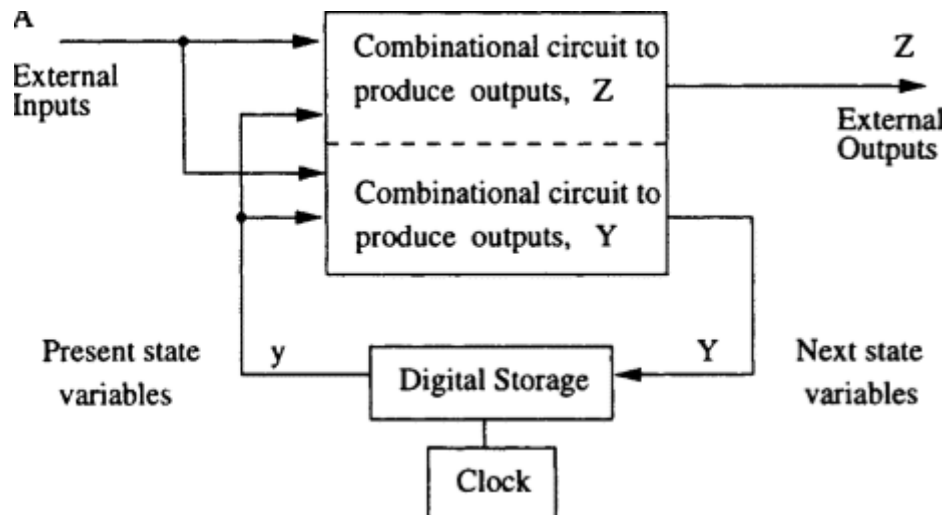 A
External
Inputs
Combinational circuit to
produce outputs, Z
Z
External
Outputs
Combinational circuit to
produce outputs, Y
Present state
variables
y
Digital Storage
Y
Next state
variables
Clock